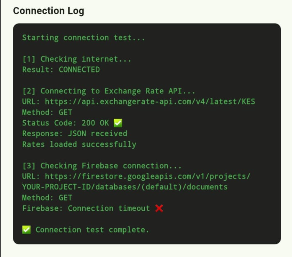 Connection Log
Starting connection test...
[1] Checking internet...
Result: CONNECTED
[2] Connecting to Exchange Rate API...
URL: https://api.exchangerate-api.com/v4/latest/KES
Method: GET
Status Code: 200 OK ✅
Response: JSON received
Rates loaded successfully
[3] Checking Firebase connection...
URL: https://firestore.googleapis.com/v1/projects/
YOUR-PROJECT-ID/databases/(default)/documents
Method: GET
Firebase: Connection timeout ❌
✅ Connection test complete.